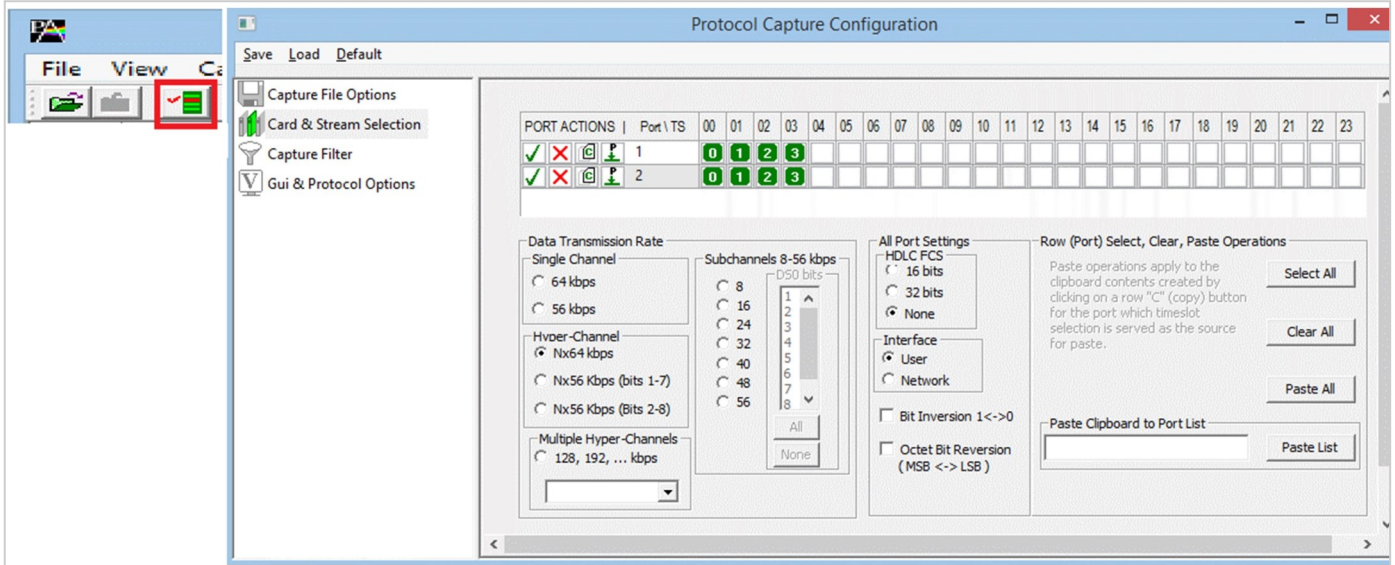 PA
File View Ca
Protocol Capture Configuration
Save Load Default
Capture File Options
Card & Stream Selection
Capture Filter
Gui & Protocol Options
PORT ACTIONS | Port \ TS 00 01 02 03 04 05 06 07 08 09 10 11 12 13 14 15 16 17 18 19 20 21 22 23
C P 1 0 1 2 3
C P 2 0 1 2 3
Data Transmission Rate
Single Channel
64 kbps
56 kbps
Hyper-Channel
Nx64 kbps
Nx56 Kbps (bits 1-7)
Nx56 Kbps (Bits 2-8)
Multiple Hyper-Channels
128, 192, ... kbps
Subchannels 8-56 kbps
8
16
24
32
40
48
56
DS0 bits
1
2
3
4
5
6
7
8
All
None
All Port Settings
HDLC FCS
16 bits
32 bits
None
Interface
User
Network
Bit Inversion 1<->0
Octet Bit Reversion
( MSB <-> LSB )
Row (Port) Select, Clear, Paste Operations
Paste operations apply to the
clipboard contents created by
clicking on a row "C" (copy) button
for the port which timeslot
selection is served as the source
for paste.
Select All
Clear All
Paste All
Paste Clipboard to Port List
Paste List